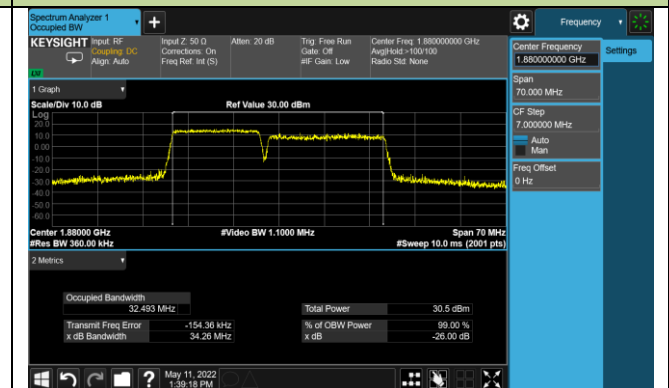 Spectrum Analyzer 1
Occupied BW
+
Frequency
KEYSIGHT
Input: RF
Coupling: DC
Align: Auto
Input Z: 50 Ω
Corrections: On
Freq Ref: Int (S)
Atten: 20 dB
Trig: Free Run
Gate: Off
#IF Gain: Low
Center Freq: 1.880000000 GHz
Avg|Hold:>100/100
Radio Std: None
Center Frequency
1.880000000 GHz
Settings
Span
70.000 MHz
CF Step
7.000000 MHz
Auto
Man
Freq Offset
0 Hz
1 Graph
Scale/Div 10.0 dB
Ref Value 30.00 dBm
Log
20.0
10.0
0.00
-10.0
-20.0
-30.0
-40.0
-50.0
-60.0
Center 1.88000 GHz
#Video BW 1.1000 MHz
Span 70 MHz
#Res BW 360.00 kHz
#Sweep 10.0 ms (2001 pts)
2 Metrics
Occupied Bandwidth
32.493 MHz
Total Power
30.5 dBm
Transmit Freq Error
-154.36 kHz
% of OBW Power
99.00 %
x dB Bandwidth
34.26 MHz
x dB
-26.00 dB
?
May 11, 2022
1:39:18 PM